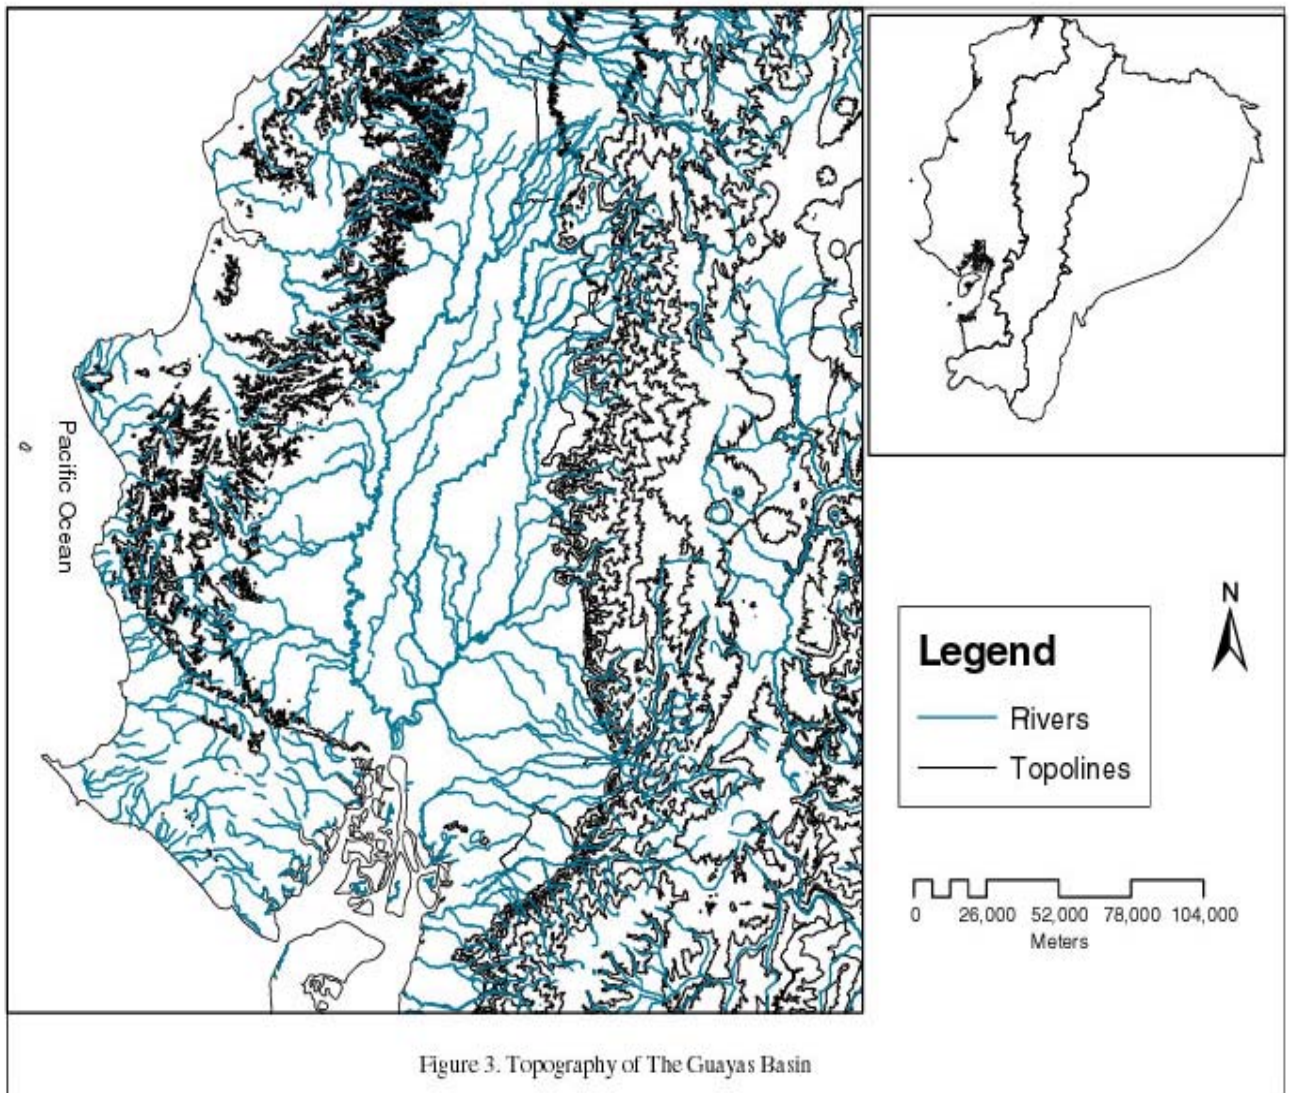 Pacific Ocean
N
Legend
Rivers
Topolines
0 26,000 52,000 78,000 104,000
Meters
Figure 3. Topography of The Guayas Basin